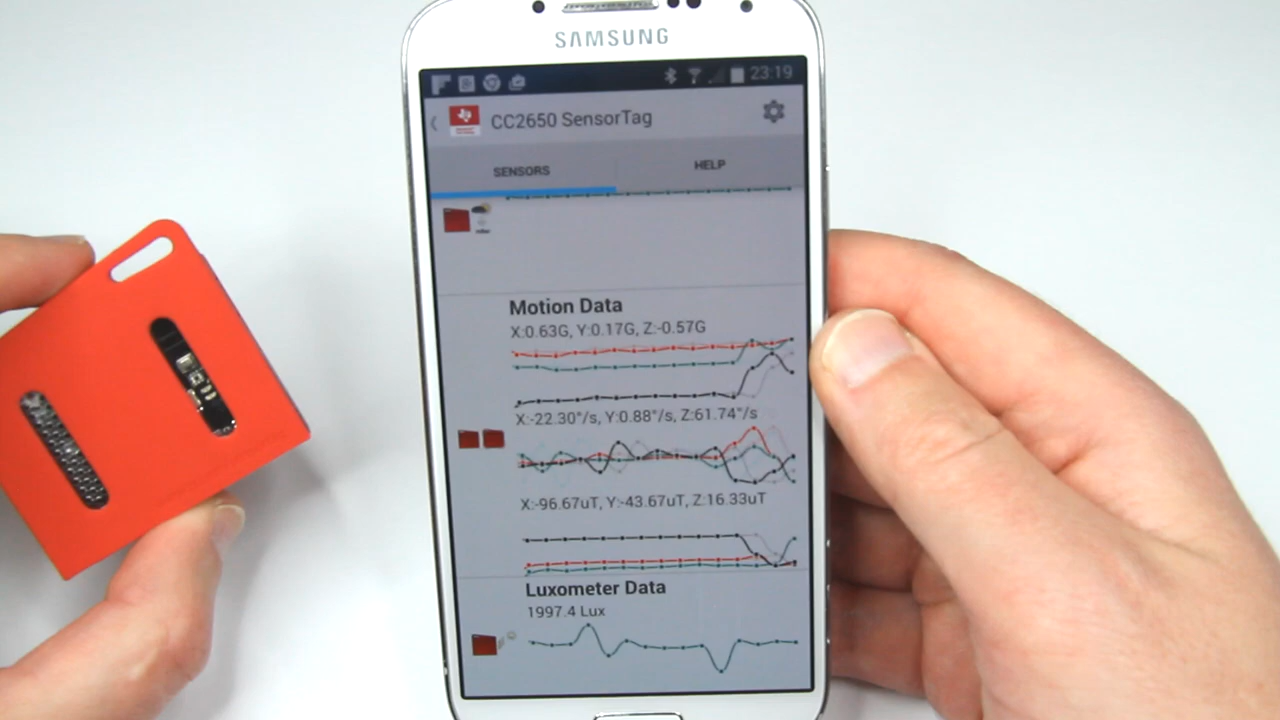 SAMSUNG
23:19
CC2650 SensorTag
SENSORS
HELP
Motion Data
X:0.63G, Y:0.17G, Z:-0.57G
X:-22.30°/s, Y:0.88°/s, Z:61.74°/s
X:-96.67uT, Y:-43.67uT, Z:16.33uT
Luxometer Data
1997.4 Lux